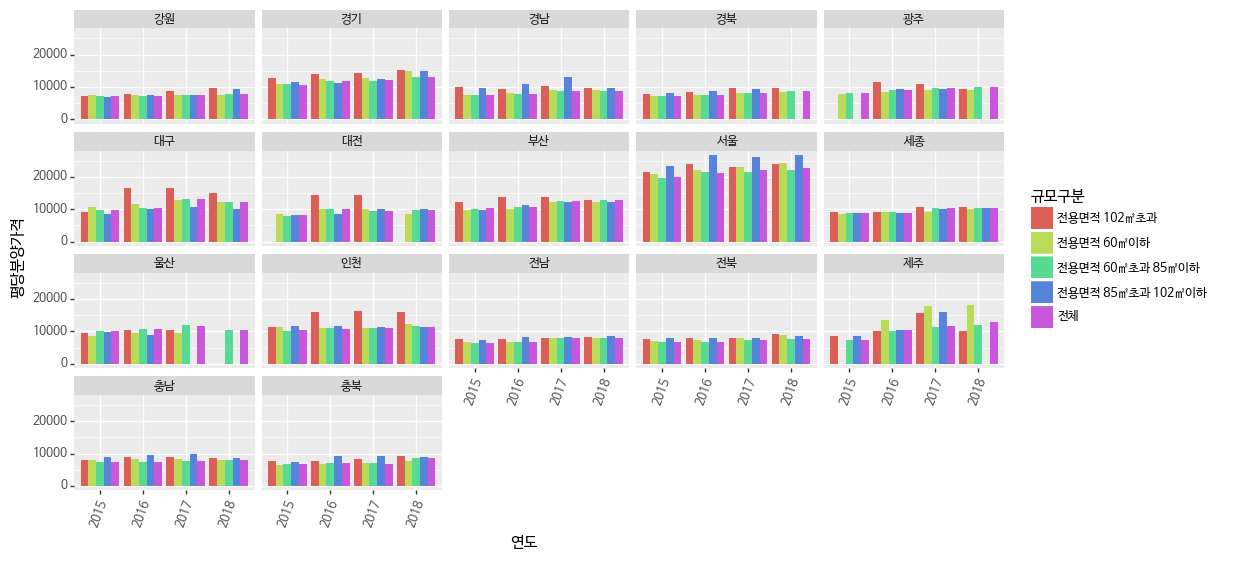 강원 경기 경남 경북 광주
20000
10000
0
대구 대전 부산 서울 세종
20000
10000
0
울산 인천 전남 전북 제주
20000
10000
0
2015 2016 2017 2018 2015 2016 2017 2018 2015 2016 2017 2018
충남 충북
20000
10000
0
2015 2016 2017 2018 2015 2016 2017 2018
연도
평당분양가격
규모구분
전용면적 102㎡초과
전용면적 60㎡이하
전용면적 60㎡초과 85㎡이하
전용면적 85㎡초과 102㎡이하
전체